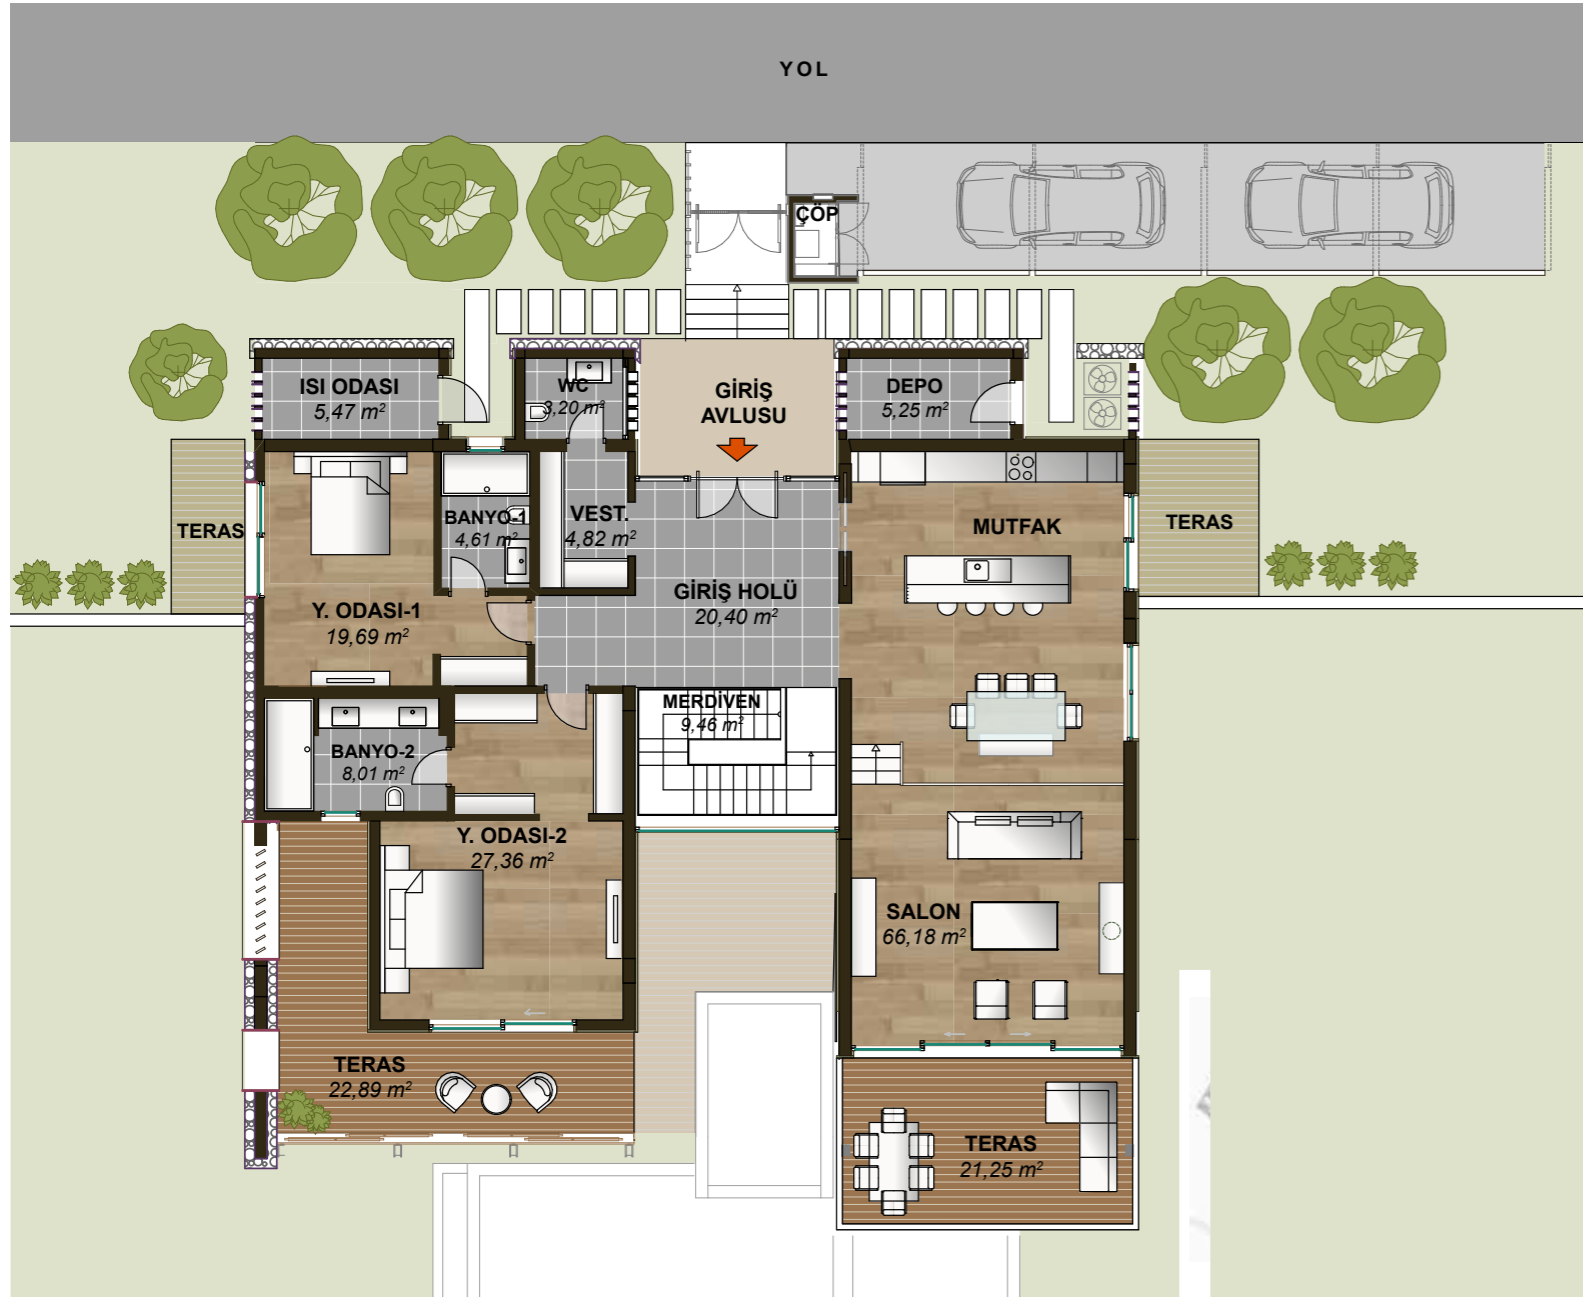 YOL
ÇÖP
ISI ODASI
5,47 m²
WC
3,20 m²
GİRİŞ
AVLUSU
DEPO
5,25 m²
TERAS
BANYO-1
4,61 m²
VEST.
4,82 m²
MUTFAK
TERAS
Y. ODASI-1
19,69 m²
GİRİŞ HOLÜ
20,40 m²
MERDİVEN
9,46 m²
BANYO-2
8,01 m²
Y. ODASI-2
27,36 m²
SALON
66,18 m²
TERAS
22,89 m²
TERAS
21,25 m²